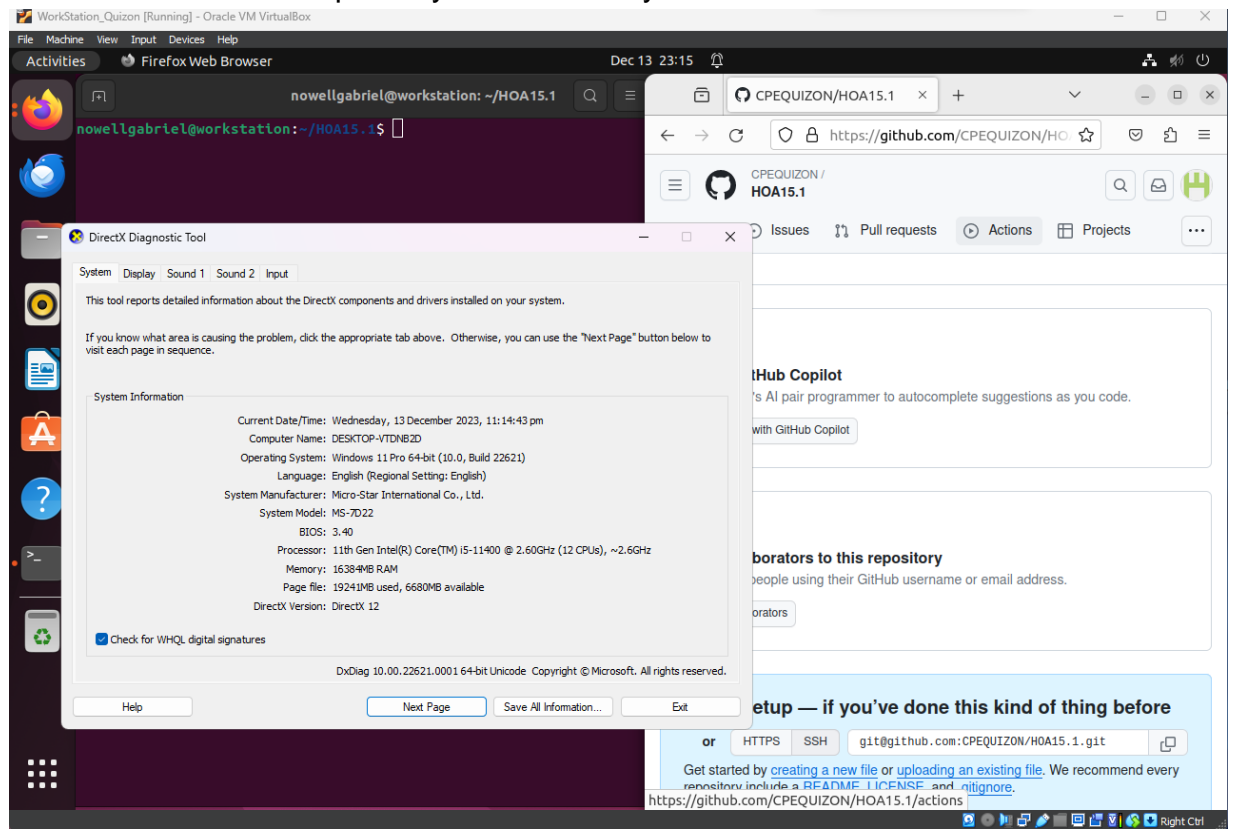 WorkStation_Quizon [Running] - Oracle VM VirtualBox
File Machine View Input Devices Help
Activities Firefox Web Browser Dec 13 23:15
nowellgabriel@workstation: ~/HOA15.1
nowellgabriel@workstation:~/HOA15.1$
CPEQUIZON/HOA15.1
https://github.com/CPEQUIZON/HO
CPEQUIZON /
HOA15.1
Issues Pull requests Actions Projects
DirectX Diagnostic Tool
System Display Sound 1 Sound 2 Input
This tool reports detailed information about the DirectX components and drivers installed on your system.
If you know what area is causing the problem, click the appropriate tab above. Otherwise, you can use the "Next Page" button below to
visit each page in sequence.
System Information
Current Date/Time: Wednesday, 13 December 2023, 11:14:43 pm
Computer Name: DESKTOP-VTDNB2D
Operating System: Windows 11 Pro 64-bit (10.0, Build 22621)
Language: English (Regional Setting: English)
System Manufacturer: Micro-Star International Co., Ltd.
System Model: MS-7D22
BIOS: 3.40
Processor: 11th Gen Intel(R) Core(TM) i5-11400 @ 2.60GHz (12 CPUs), ~2.6GHz
Memory: 16384MB RAM
Page file: 19241MB used, 6680MB available
DirectX Version: DirectX 12
Check for WHQL digital signatures
DxDiag 10.00.22621.0001 64-bit Unicode Copyright © Microsoft. All rights reserved.
Help Next Page Save All Information... Exit
tHub Copilot
's AI pair programmer to autocomplete suggestions as you code.
with GitHub Copilot
borators to this repository
people using their GitHub username or email address.
orators
etup — if you've done this kind of thing before
or HTTPS SSH git@github.com:CPEQUIZON/HOA15.1.git
Get started by creating a new file or uploading an existing file. We recommend every
repository include a README, LICENSE, and .gitignore.
https://github.com/CPEQUIZON/HOA15.1/actions
Right Ctrl